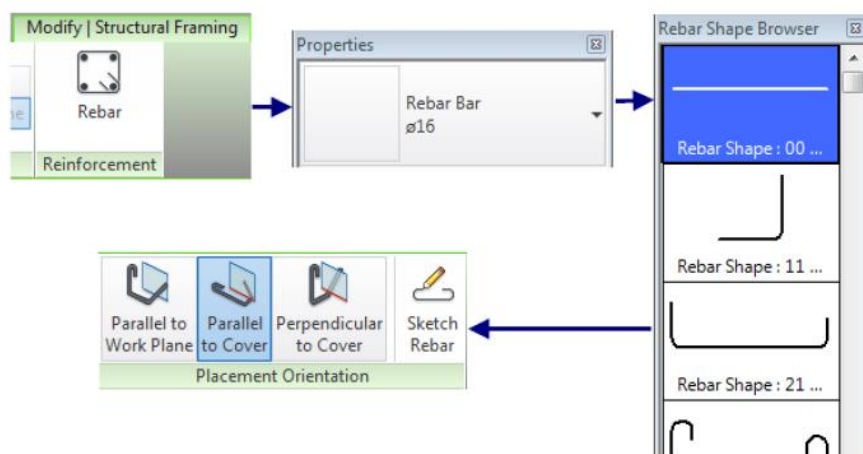 Modify | Structural Framing
Rebar
Reinforcement
Properties
Rebar Bar
ø16
Rebar Shape Browser
Rebar Shape : 00 ...
Rebar Shape : 11 ...
Rebar Shape : 21 ...
Parallel to
Work Plane
Parallel
to Cover
Perpendicular
to Cover
Sketch
Rebar
Placement Orientation